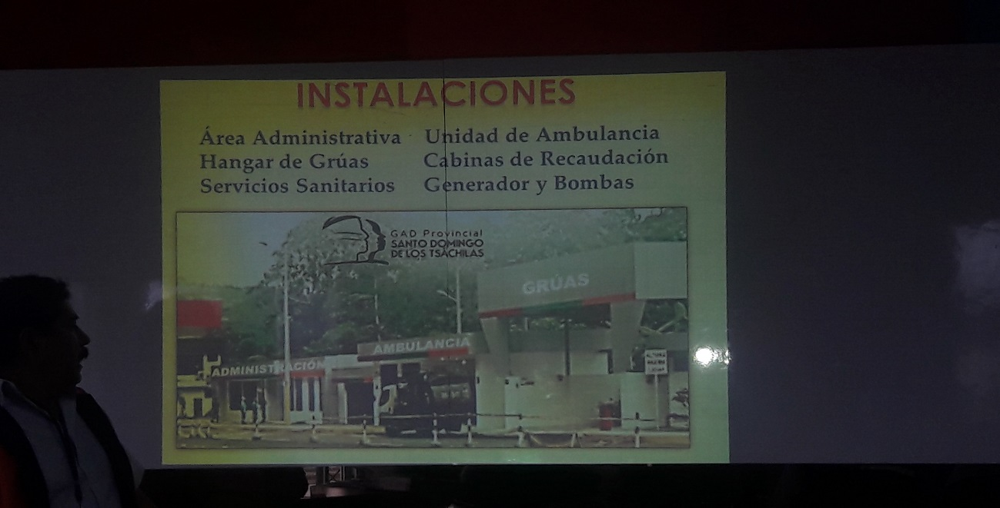 INSTALACIONES
Área Administrativa
Hangar de Grúas
Servicios Sanitarios
Unidad de Ambulancia
Cabinas de Recaudación
Generador y Bombas
GAD Provincial
SANTO DOMINGO
DE LOS TSÁCHILAS
GRÚAS
AMBULANCIA
ADMINISTRACIÓN
ALTURA